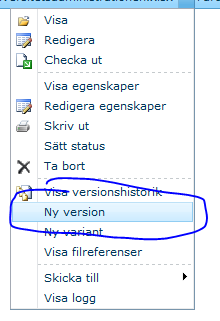 Visa
Redigera
Checka ut
Visa egenskaper
Redigera egenskaper
Skriv ut
Sätt status
Ta bort
Visa versionshistorik
Ny version
Ny variant
Visa filreferenser
Skicka till
Visa logg